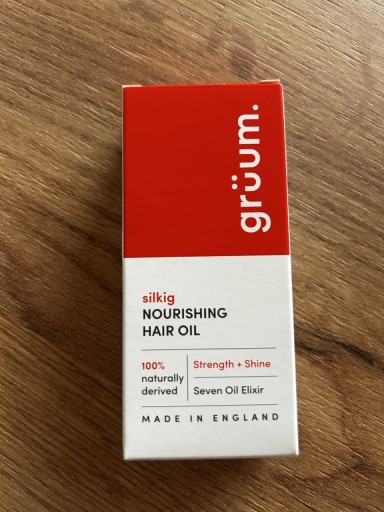 grüum.
silkig
NOURISHING
HAIR OIL
100%
naturally
derived
Strength + Shine
Seven Oil Elixir
MADE IN ENGLAND